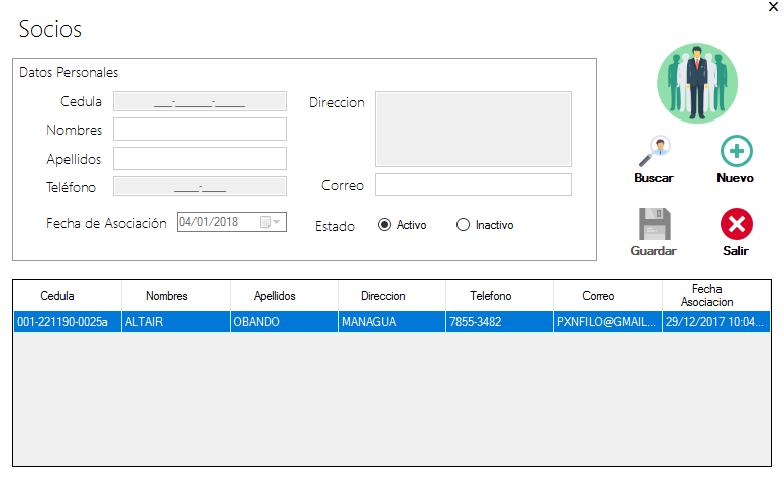 Socios
Datos Personales
Cedula ___-______-_____
Nombres
Apellidos
Teléfono ____-____
Fecha de Asociación 04/01/2018
Direccion
Correo
Estado Activo Inactivo
Buscar
Nuevo
Guardar
Salir
Cedula Nombres Apellidos Direccion Telefono Correo Fecha Asociacion
001-221190-0025a ALTAIR OBANDO MANAGUA 7855-3482 PXNFILO@GMAIL... 29/12/2017 10:04...